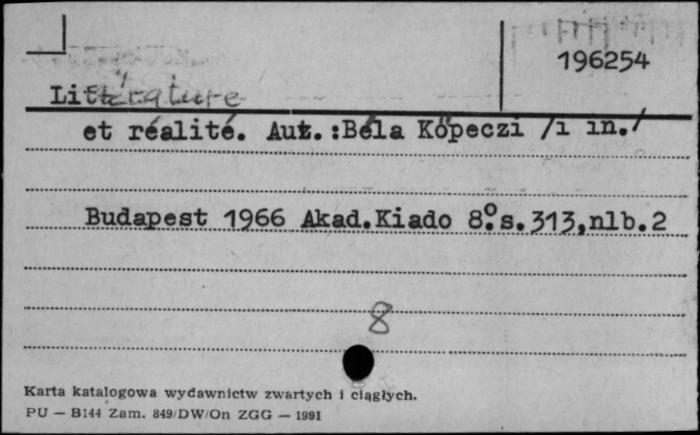 196254
Littérature
et réalité. Aut.:Béla Köpeczi /i in./
Budapest 1966 Akad.Kiado 8°.s.313,nlb.2
8
Karta katalogowa wydawnictw zwartych i ciągłych.
PU — B144 Zam. 849/DW/On ZGG — 1991